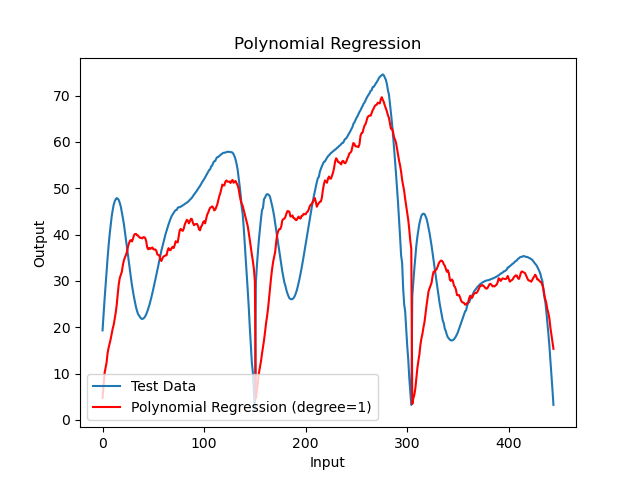 Polynomial Regression
Output
70
60
50
40
30
20
10
0
Test Data
Polynomial Regression (degree=1)
0
100
200
300
400
Input